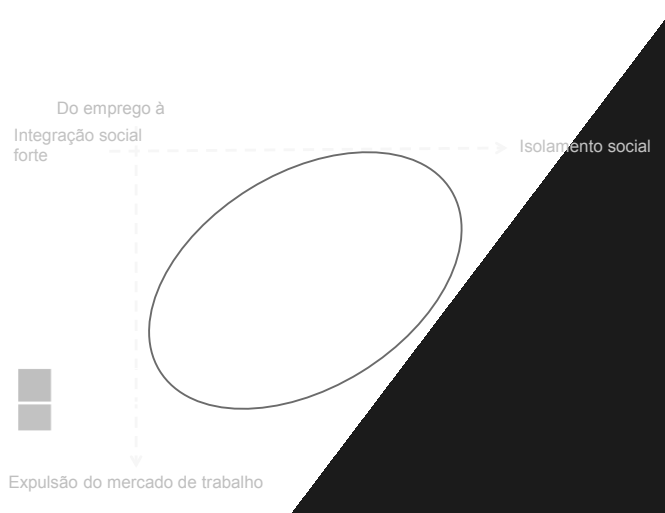 Do emprego à
Integração social
forte
Isolamento social
Expulsão do mercado de trabalho